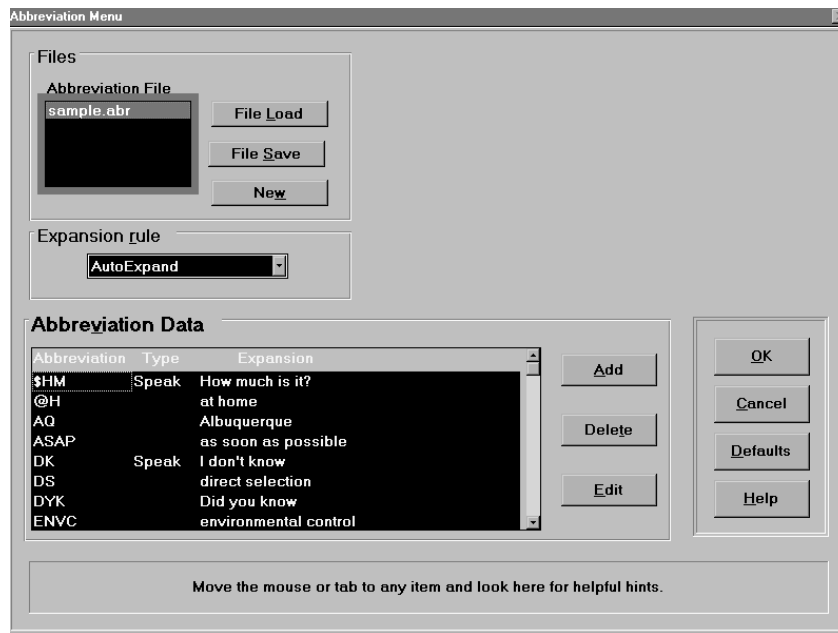 Abbreviation Menu
Files
Abbreviation File
sample.abr
File Load
File Save
New
Expansion rule
AutoExpand
Abbreviation Data
Abbreviation Type Expansion
$HM Speak How much is it?
@H at home
AQ Albuquerque
ASAP as soon as possible
DK Speak I don't know
DS direct selection
DYK Did you know
ENVC environmental control
Add
Delete
Edit
OK
Cancel
Defaults
Help
Move the mouse or tab to any item and look here for helpful hints.